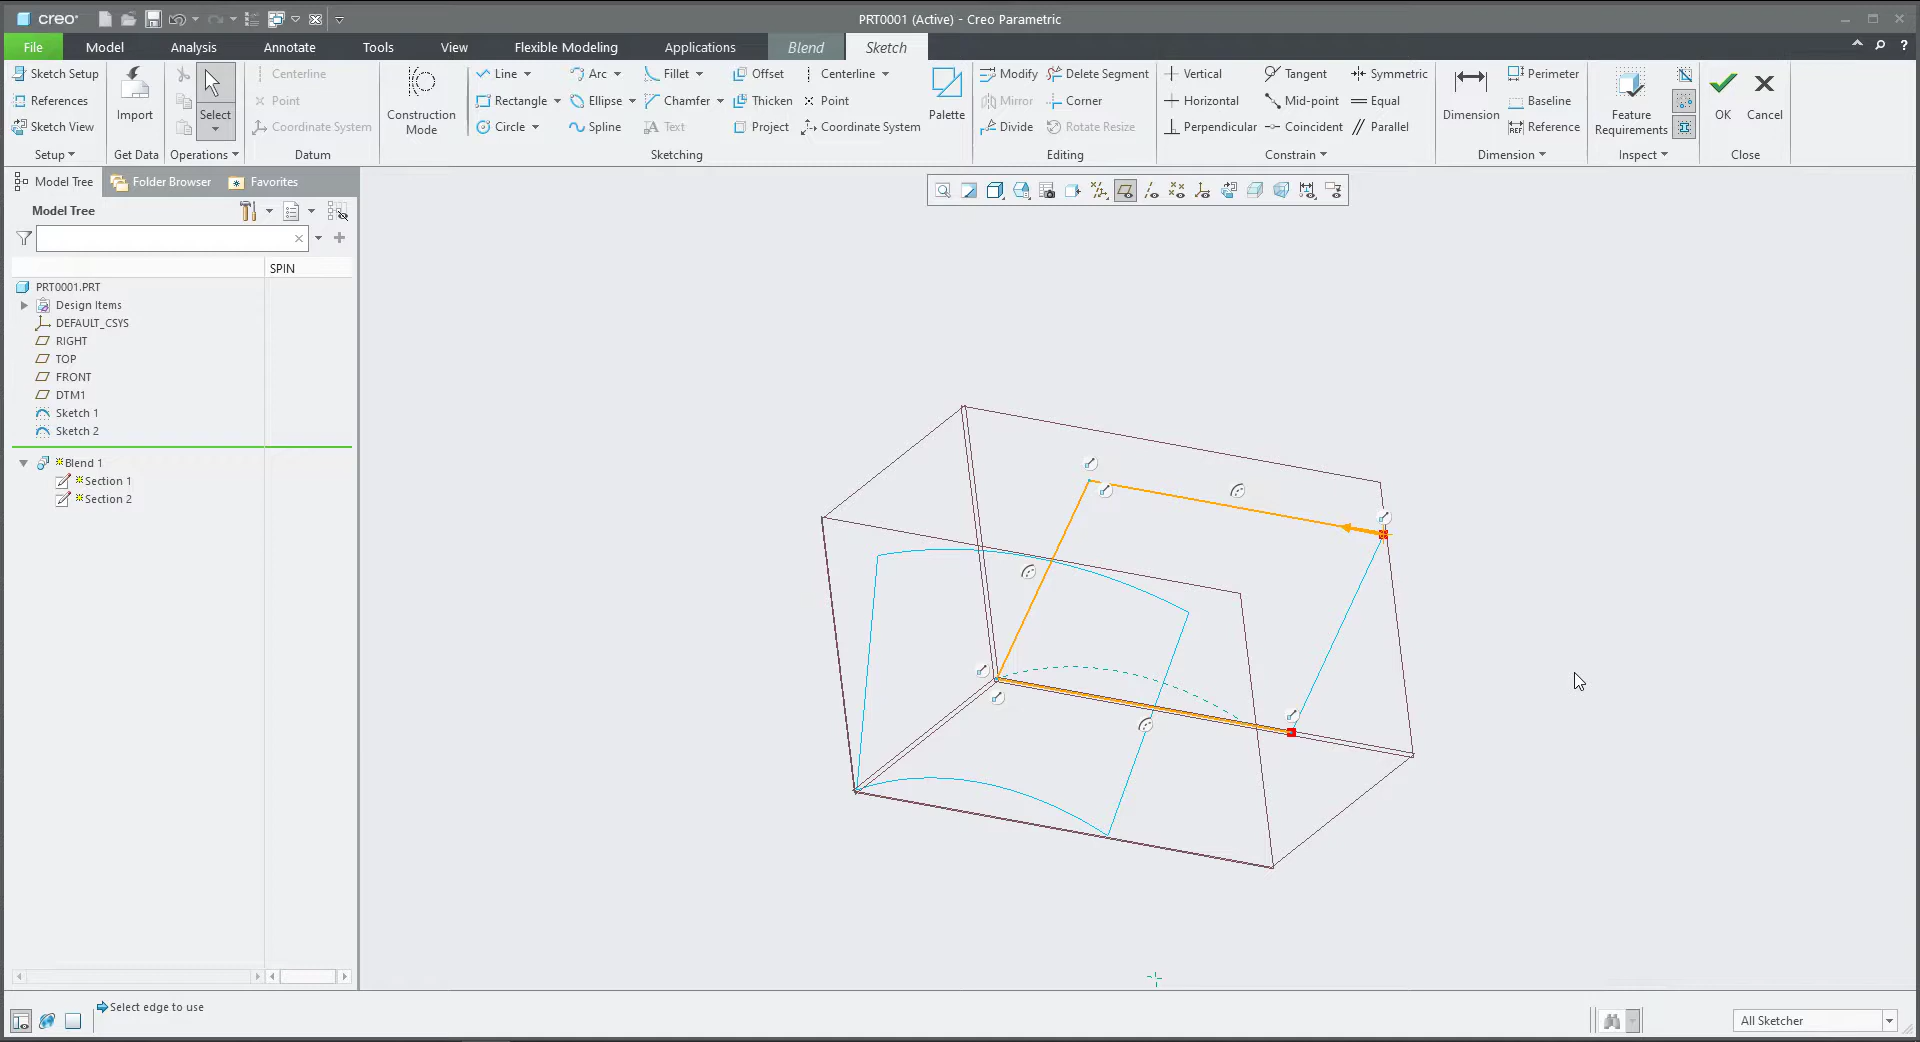 creo
PRT0001 (Active) - Creo Parametric
File
Model
Analysis
Annotate
Tools
View
Flexible Modeling
Applications
Blend
Sketch
Sketch Setup
References
Sketch View
Setup
Import
Get Data
Select
Operations
Centerline
Point
Coordinate System
Datum
Construction
Mode
Line
Arc
Fillet
Offset
Centerline
Rectangle
Ellipse
Chamfer
Thicken
Point
Circle
Spline
Text
Project
Coordinate System
Palette
Sketching
Modify
Delete Segment
Mirror
Corner
Divide
Rotate Resize
Editing
Vertical
Tangent
Symmetric
Horizontal
Mid-point
Equal
Perpendicular
Coincident
Parallel
Constrain
Dimension
Perimeter
Baseline
REF
Reference
Dimension
Feature
Requirements
Inspect
OK
Cancel
Close
Model Tree
Folder Browser
Favorites
Model Tree
SPIN
PRT0001.PRT
Design Items
DEFAULT_CSYS
RIGHT
TOP
FRONT
DTM1
Sketch 1
Sketch 2
Blend 1
Section 1
Section 2
Select edge to use
All Sketcher